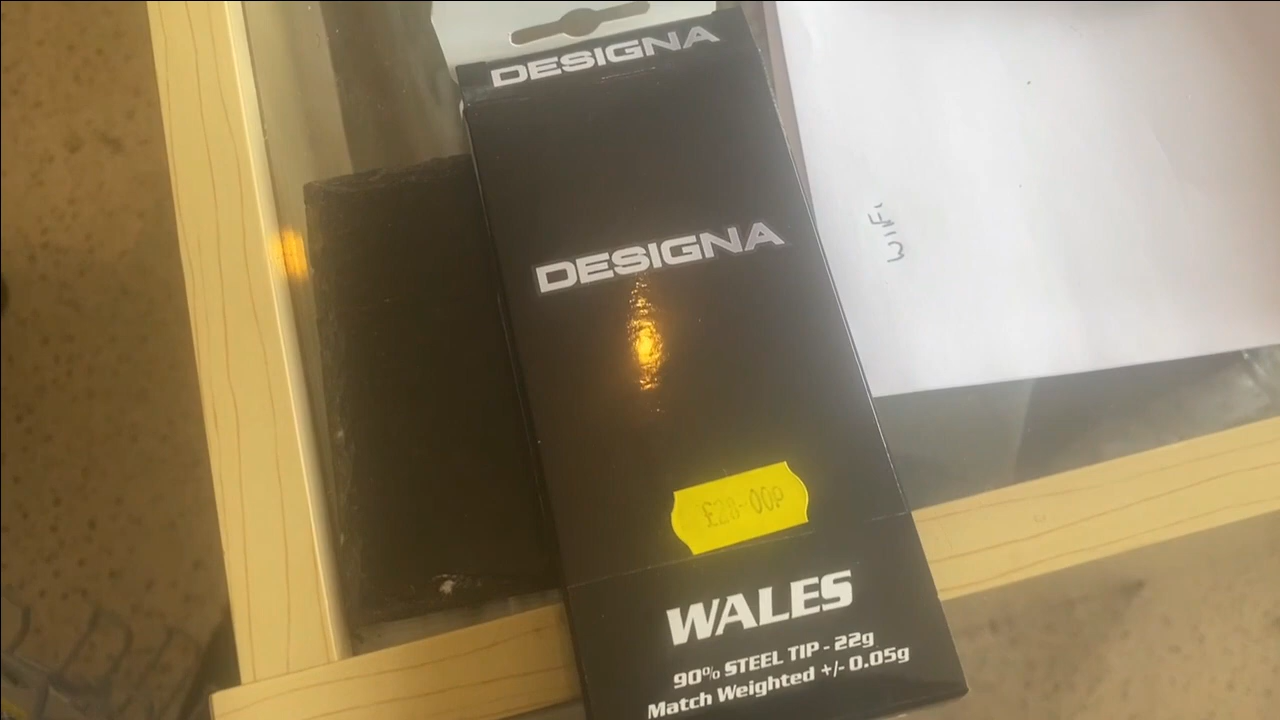 DESIGNA
DESIGNA
£28-00P
WALES
90% STEEL TIP - 22g
Match Weighted +/- 0.05g
WIFI